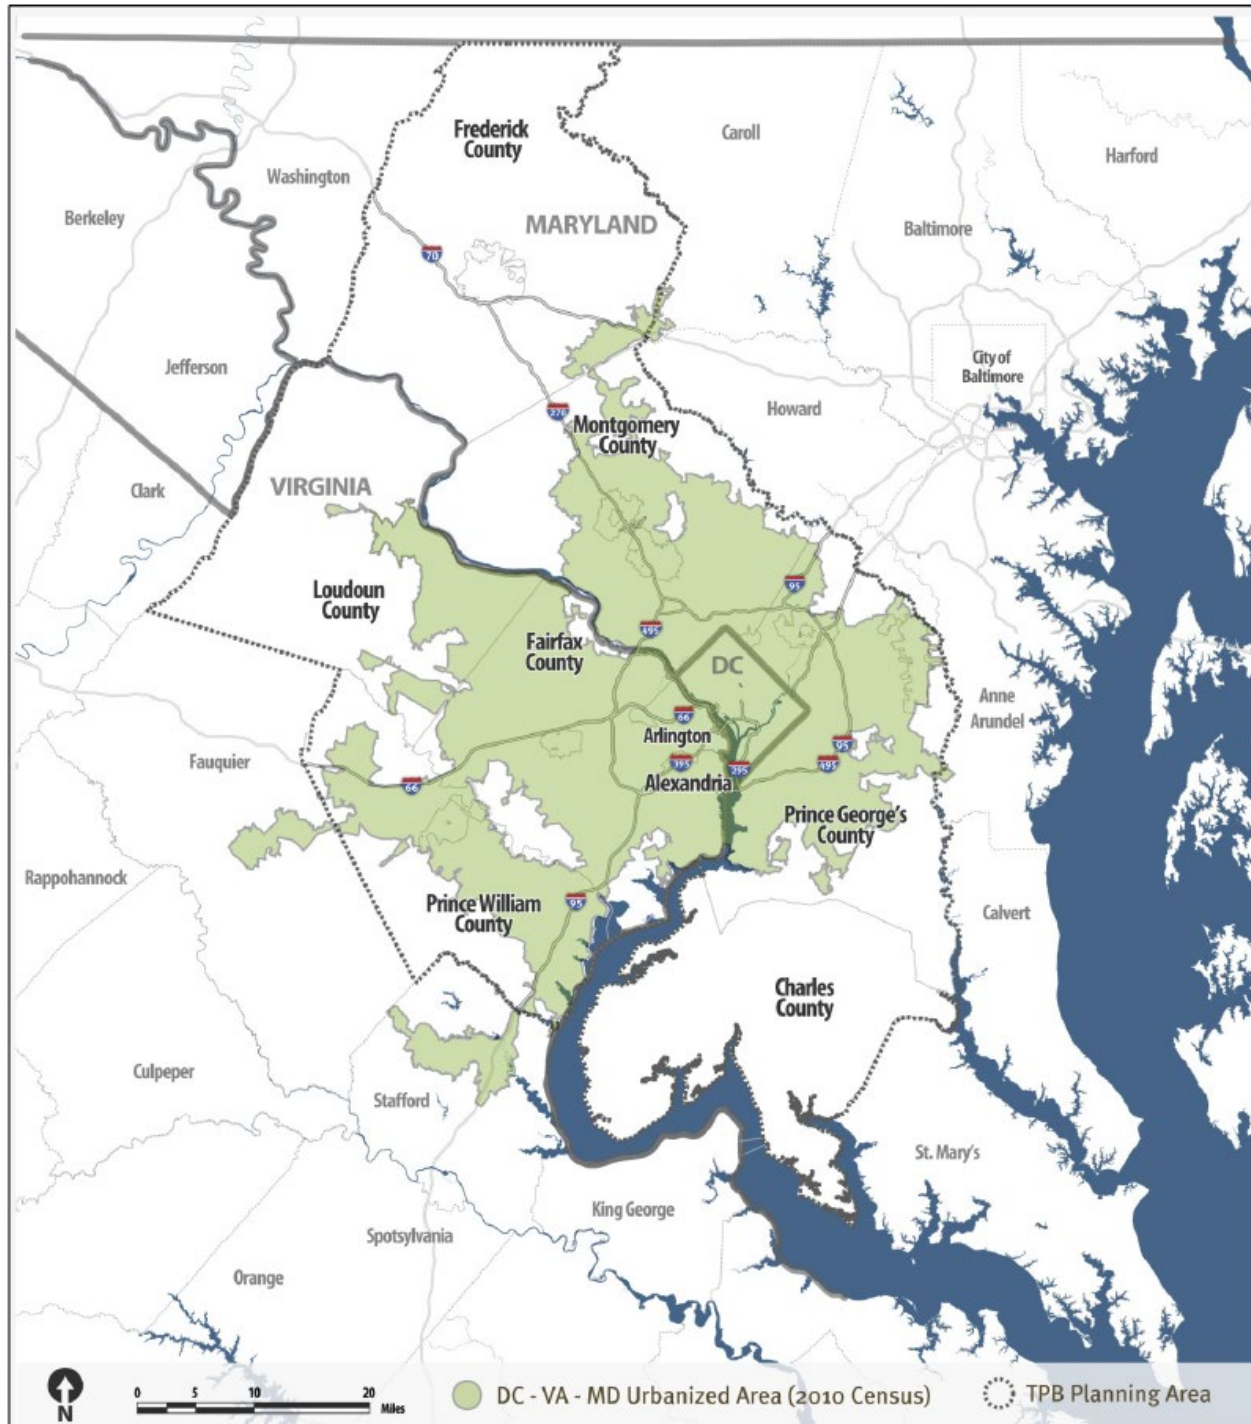 Frederick
County
Caroll
Harford
Washington
Berkeley
MARYLAND
Baltimore
70
Jefferson
City of
Baltimore
Howard
270
Montgomery
County
Clark
VIRGINIA
Loudoun
County
95
495
Fairfax
County
DC
Anne
Arundel
66
Arlington
95
Fauquier
395
295
495
66
Alexandria
Prince George's
County
Rappohannock
Prince William
County
95
Calvert
Charles
County
Culpeper
Stafford
St. Mary's
King George
Spotsylvania
Orange
N
0 5 10 20
Miles
DC - VA - MD Urbanized Area (2010 Census)
TPB Planning Area